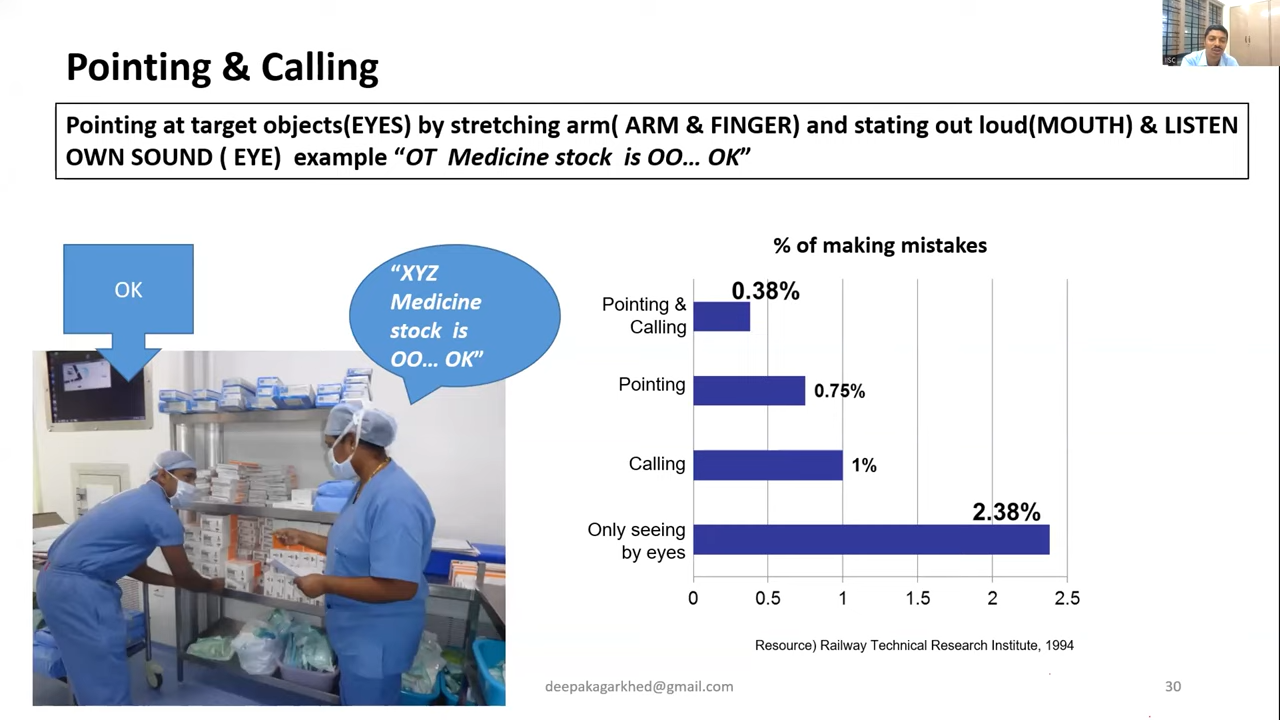 Pointing & Calling
IISC
Pointing at target objects(EYES) by stretching arm( ARM & FINGER) and stating out loud(MOUTH) & LISTEN
OWN SOUND ( EYE)  example “OT  Medicine stock  is OO… OK”
OK
“XYZ
Medicine
stock  is
OO… OK”
% of making mistakes
Pointing &
Calling
0.38%
Pointing
0.75%
Calling
1%
Only seeing
by eyes
2.38%
0 0.5 1 1.5 2 2.5
Resource) Railway Technical Research Institute, 1994
deepakagarkhed@gmail.com
30